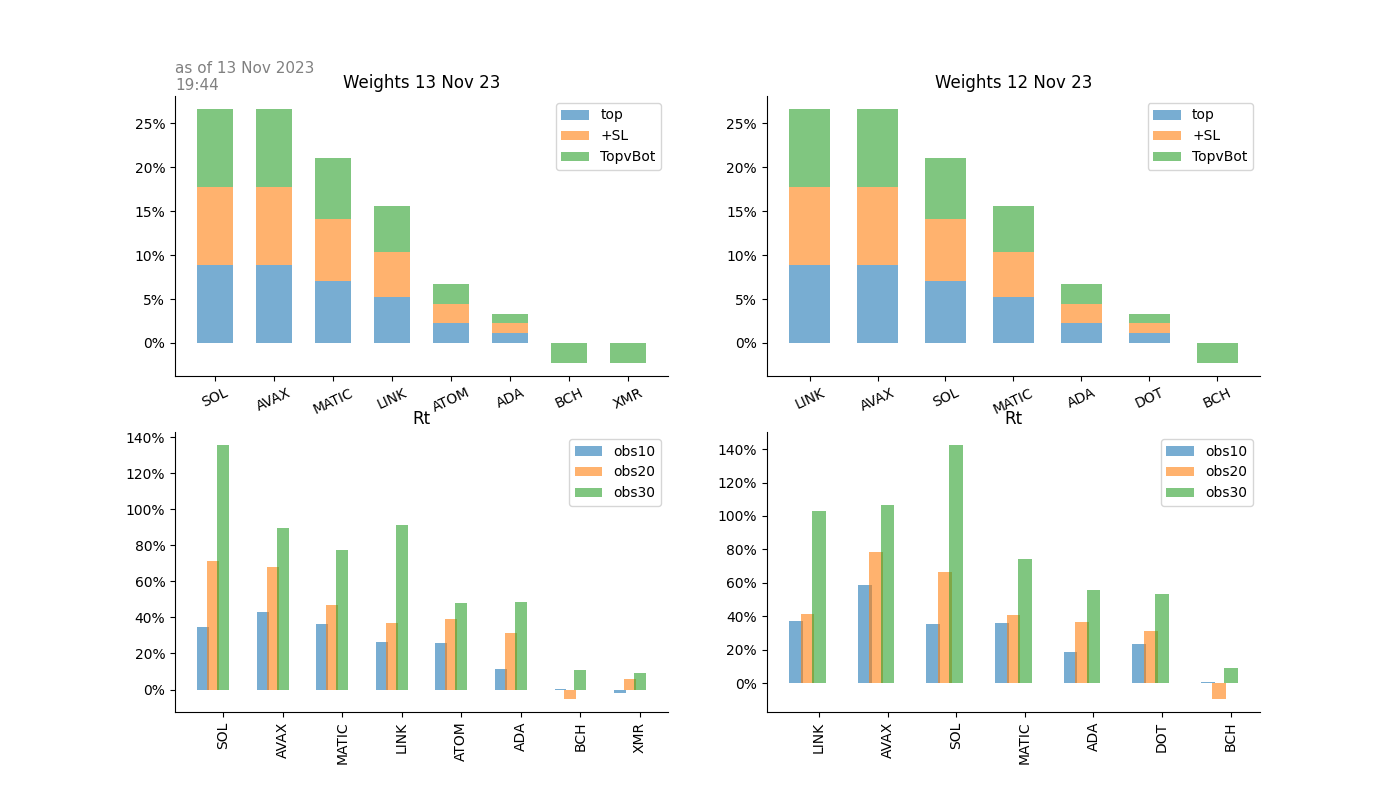 as of 13 Nov 2023
19:44
Weights 13 Nov 23
25%
20%
15%
10%
5%
0%
top
+SL
TopvBot
SOL
AVAX
MATIC
LINK
ATOM
ADA
BCH
XMR
Weights 12 Nov 23
25%
20%
15%
10%
5%
0%
top
+SL
TopvBot
LINK
AVAX
SOL
MATIC
ADA
DOT
BCH
Rt
140%
120%
100%
80%
60%
40%
20%
0%
obs10
obs20
obs30
SOL
AVAX
MATIC
LINK
ATOM
ADA
BCH
XMR
Rt
140%
120%
100%
80%
60%
40%
20%
0%
obs10
obs20
obs30
LINK
AVAX
SOL
MATIC
ADA
DOT
BCH